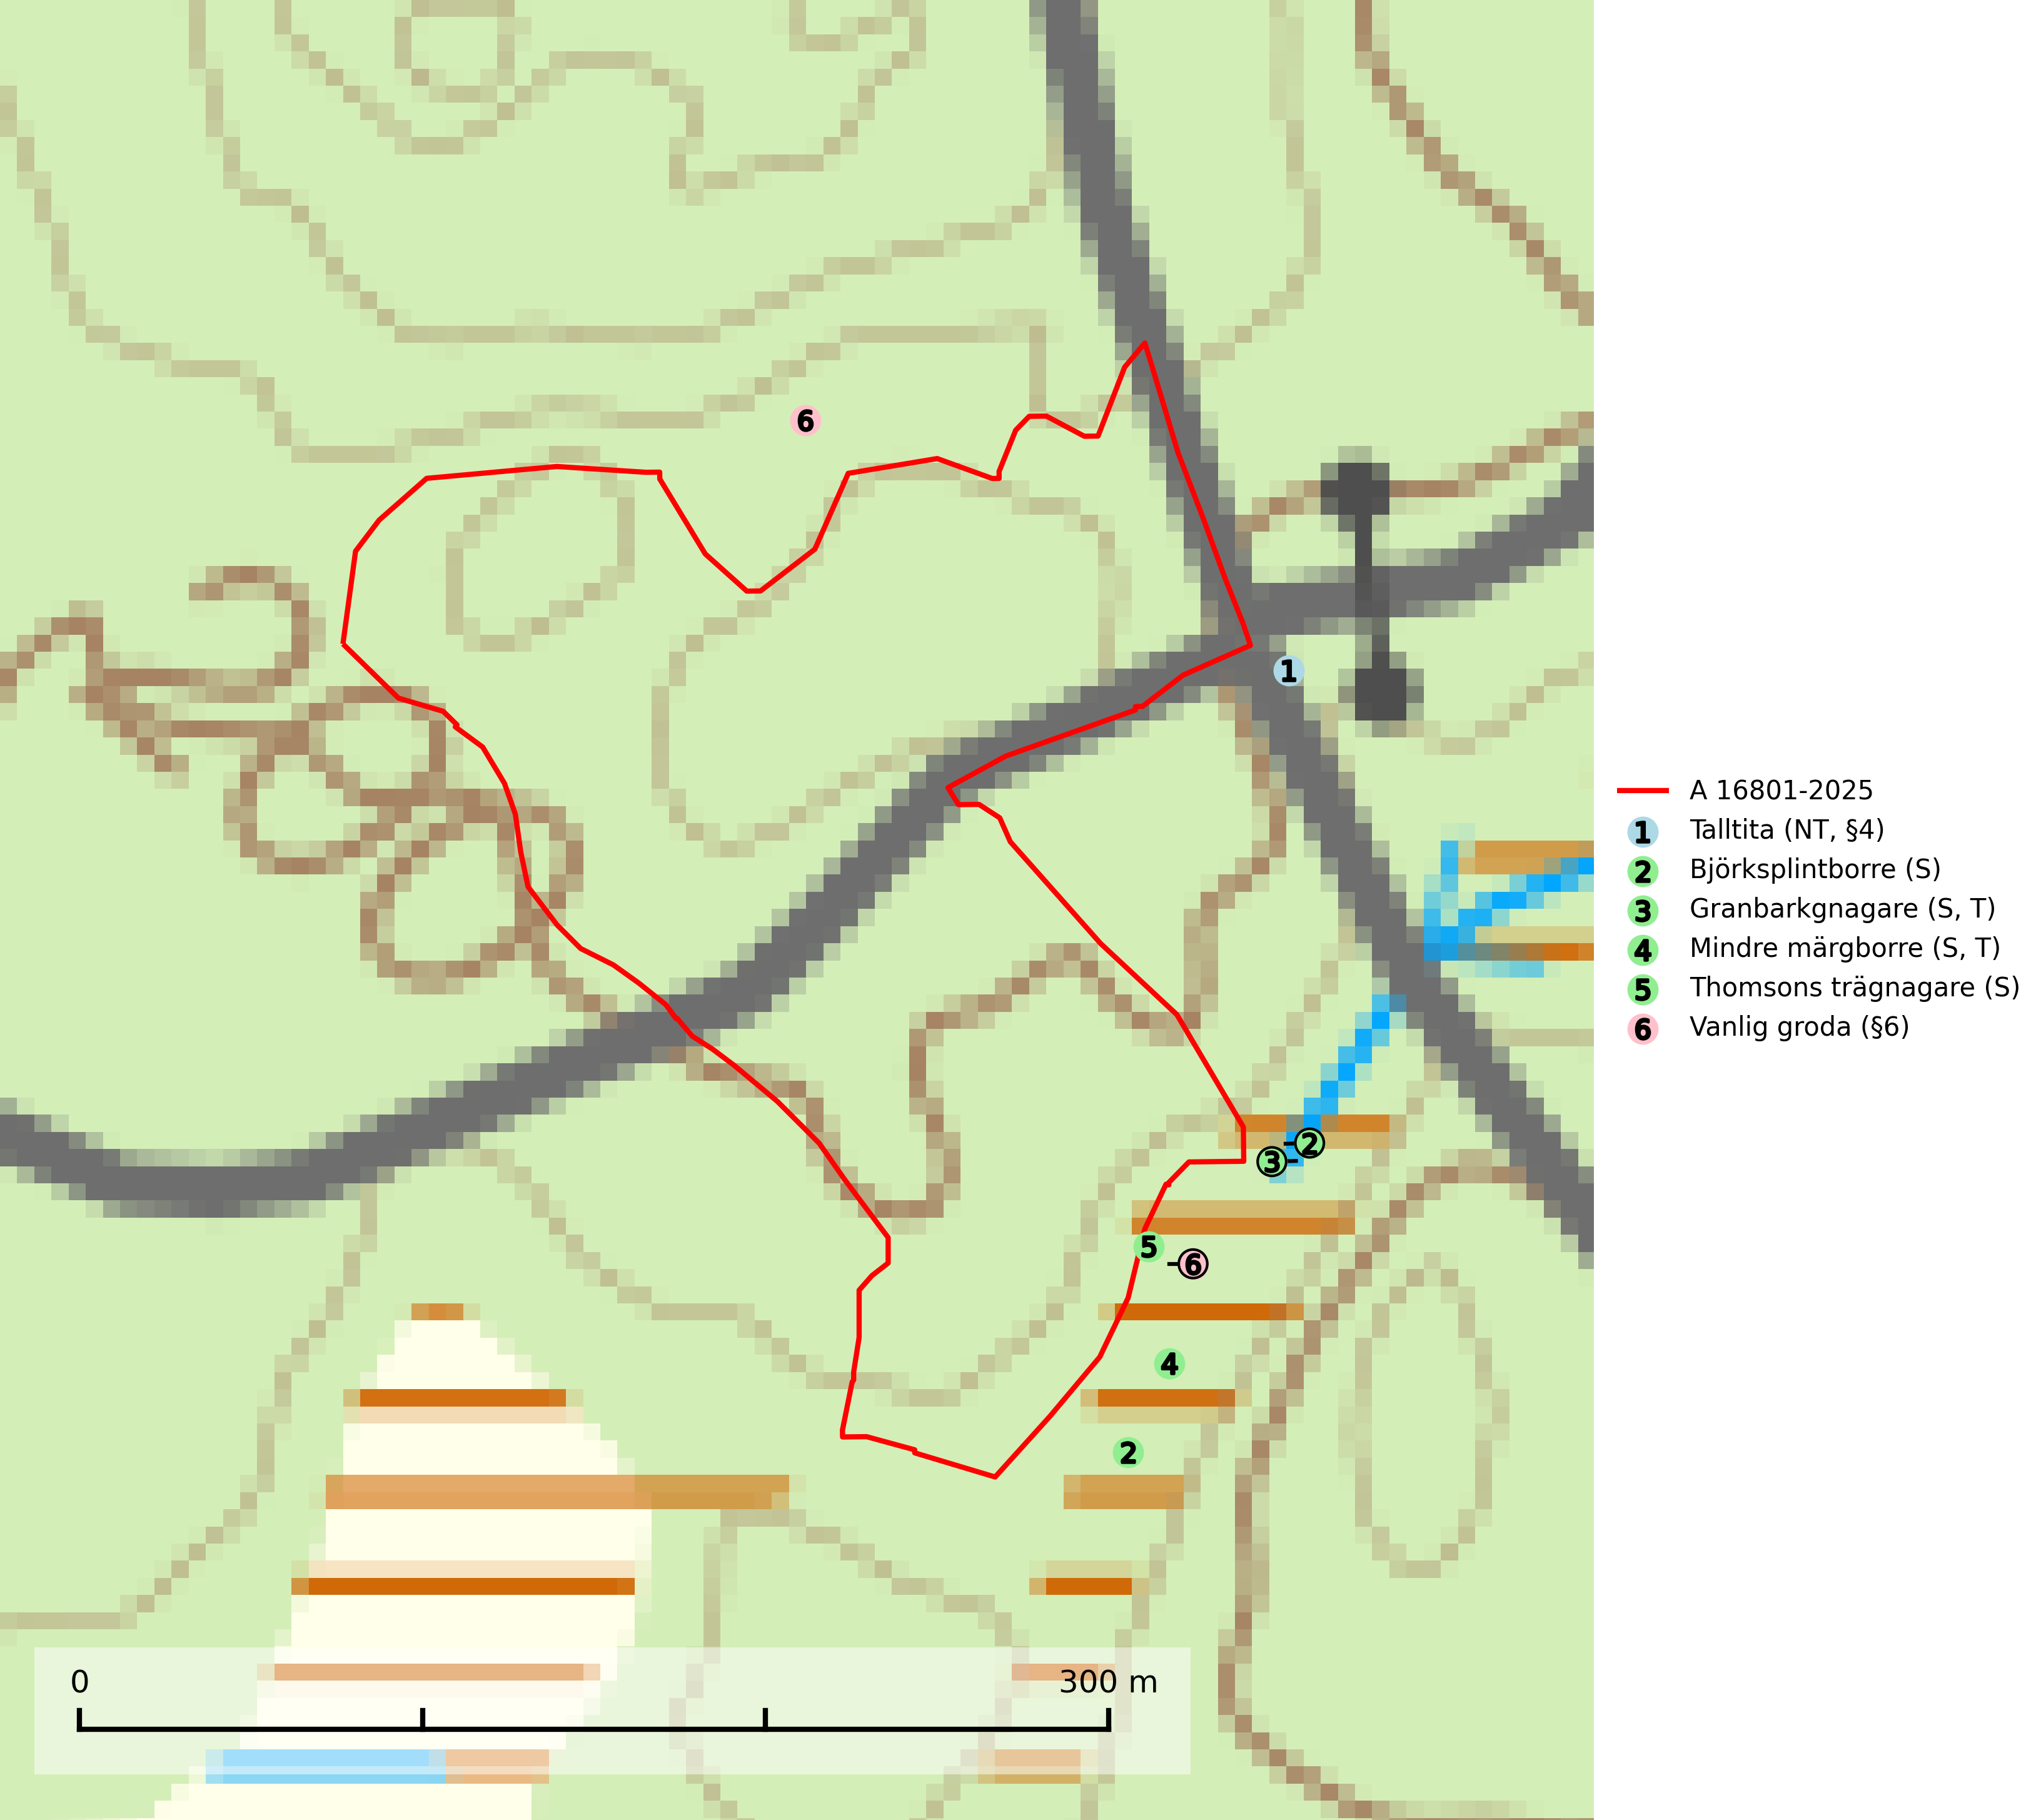 6
1
2
3
5
6
4
2
0 300 m
A 16801-2025
1 Talltita (NT, §4)
2 Björksplintborre (S)
3 Granbarkgnagare (S, T)
4 Mindre märgborre (S, T)
5 Thomsons trägnagare (S)
6 Vanlig groda (§6)